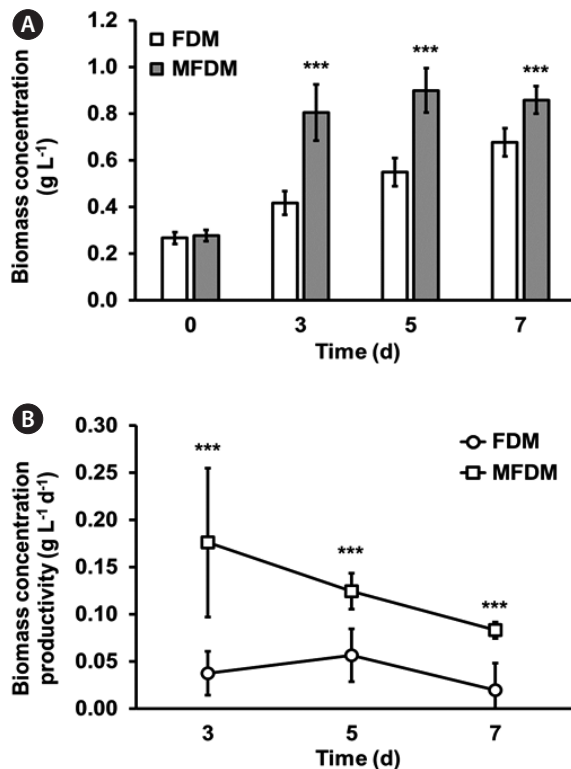 A
1.2
FDM
MFDM
1.0
0.8
0.6
0.4
0.2
0.0
***
***
***
Biomass concentration
(g L-1)
0 3 5 7
Time (d)
B
0.30
0.25
0.20
0.15
0.10
0.05
0.00
***
***
***
FDM
MFDM
Biomass concentration
productivity (g L-1 d-1)
3 5 7
Time (d)